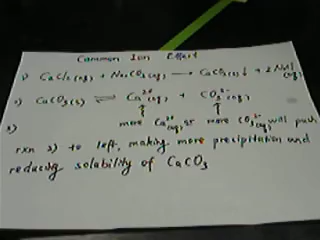 Common Ion Effect
1) CaCl₂(aq) + Na₂CO₃(aq) → CaCO₃↓ + 2 NaCl (aq)
2) CaCO₃(s) ⇌ Ca²⁺(aq) + CO₃²⁻(aq)
3) ↑ ↑
more Ca²⁺(aq) or more CO₃²⁻(aq) will push
rxn 2) to left, making more precipitation and
reducing solubility of CaCO₃